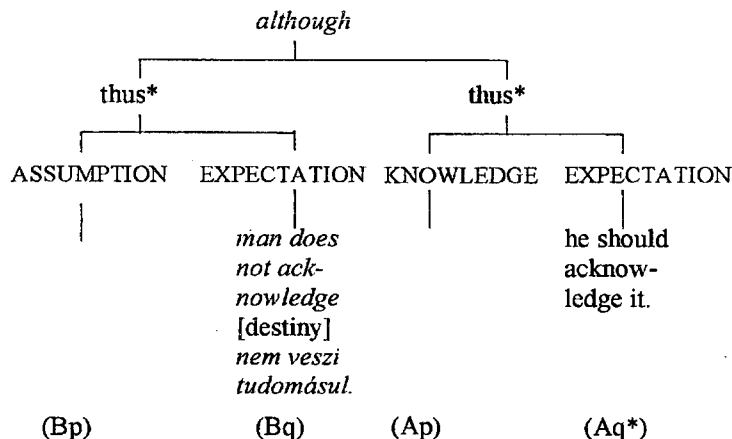 although
thus* thus*
ASSUMPTION EXPECTATION KNOWLEDGE EXPECTATION
man does
not ack-
nowledge
[destiny]
nem veszi
tudomásul.
he should
acknow-
ledge it.
(Bp) (Bq) (Ap) (Aq*)